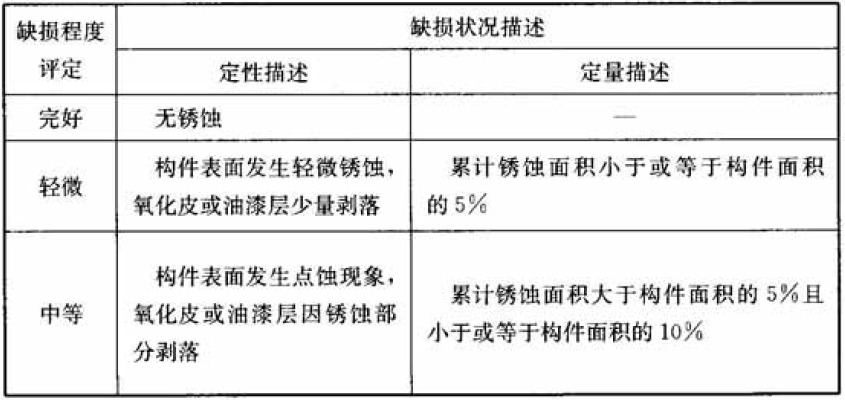 缺损程度
评定
缺损状况描述
定性描述
定量描述
完好
无锈蚀
—
轻微
构件表面发生轻微锈蚀，
氧化皮或油漆层少量剥落
累计锈蚀面积小于或等于构件面积
的5%
中等
构件表面发生点蚀现象，
氧化皮或油漆层因锈蚀部
分剥落
累计锈蚀面积大于构件面积的5%且
小于或等于构件面积的10%